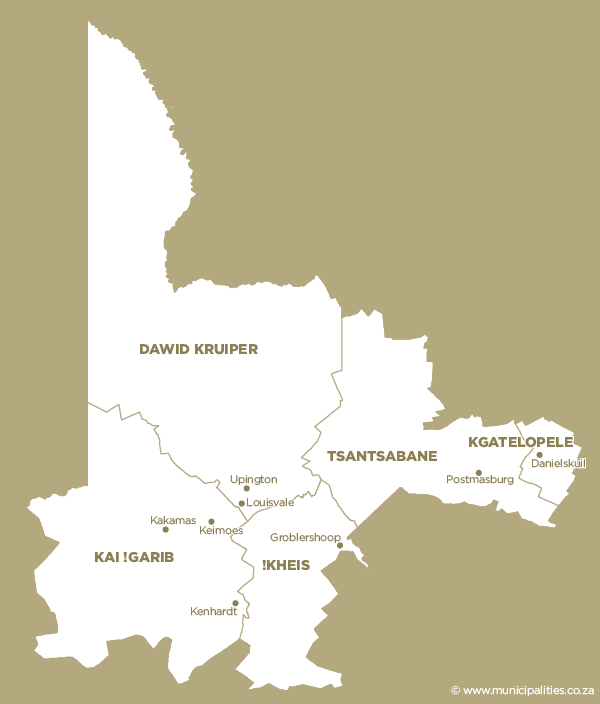 DAWID KRUIPER
KGATELOPELE
TSANTSABANE
Danielskuil
Postmasburg
Upington
Louisvale
Kakamas
Keimoes
Groblershoop
KAI !GARIB
!KHEIS
Kenhardt
© www.municipalities.co.za